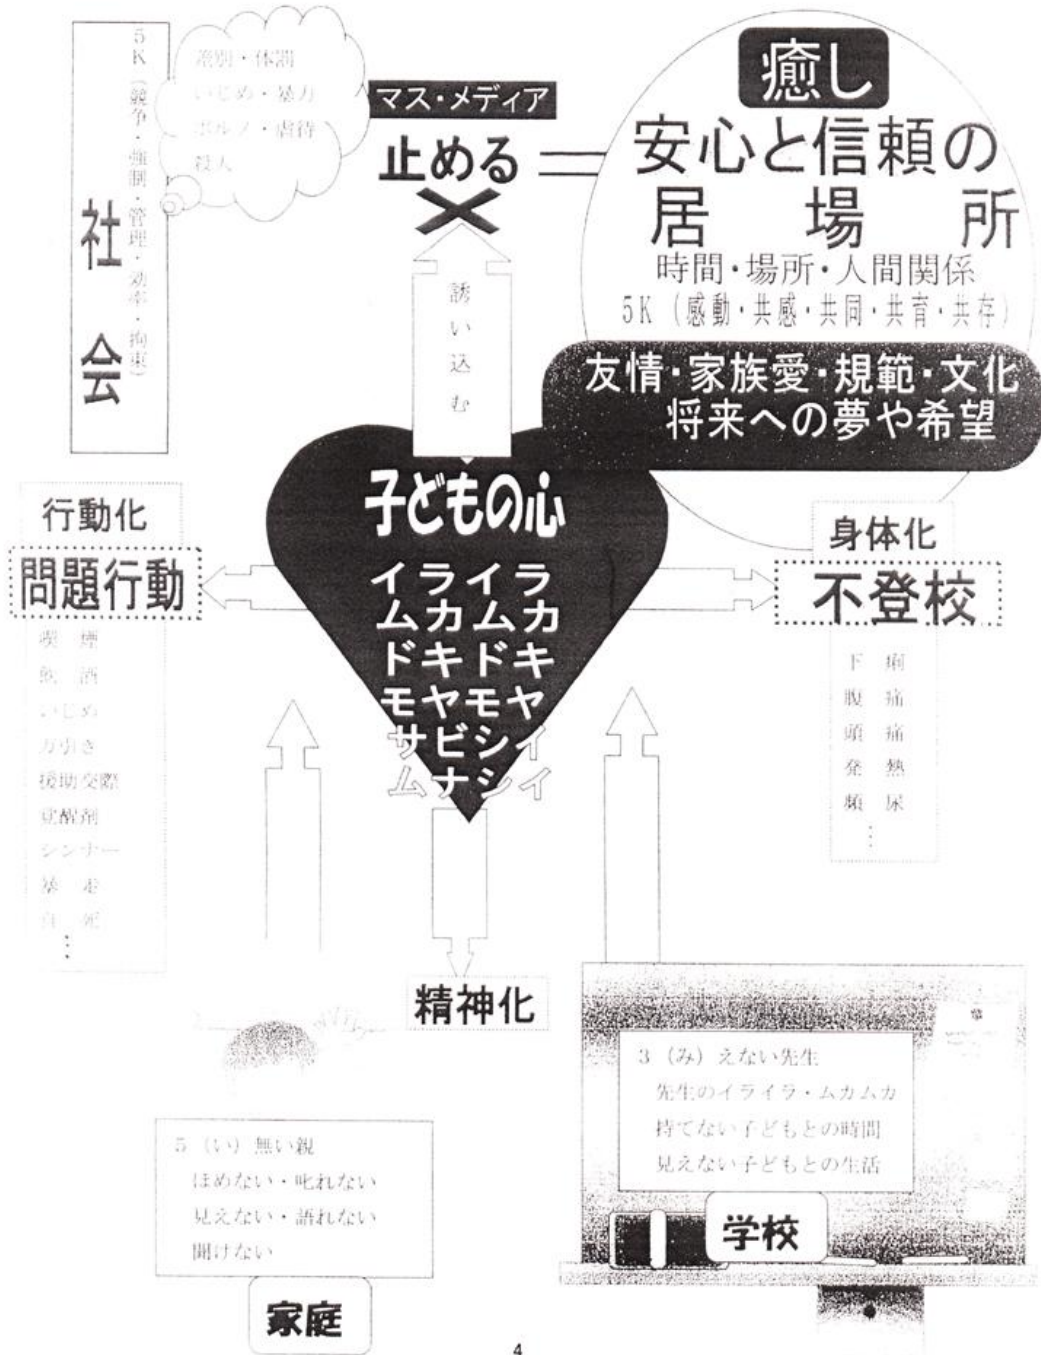 5K（競争・強制・管理・効率・拘束）
社会
差別・体罰
いじめ・暴力
ポルノ・虐待
殺人
マス・メディア
止める
×
＝
癒し
安心と信頼の
居場所
時間・場所・人間関係
5K（感動・共感・共同・共育・共存）
友情・家族愛・規範・文化
将来への夢や希望
誘い込む
子どもの心
イライラ
ムカムカ
ドキドキ
モヤモヤ
サビシイ
ムナシイ
行動化
問題行動
喫煙
飲酒
いじめ
万引き
援助交際
覚醒剤
シンナー
暴走
自死
⋮
身体化
不登校
下痢
腹痛
頭痛
発熱
頻尿
⋮
精神化
5（い）無い親
ほめない・叱れない
見えない・語れない
聞けない
家庭
3（み）えない先生
先生のイライラ・ムカムカ
持てない子どもとの時間
見えない子どもとの生活
学校
4